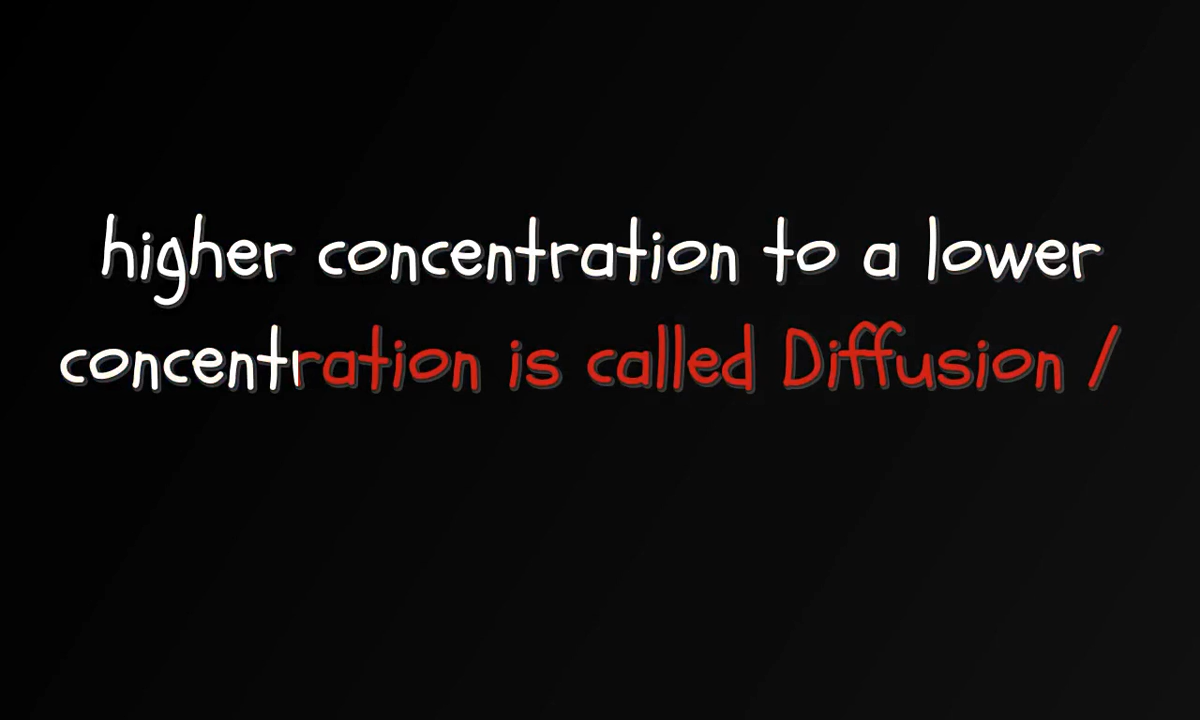 higher concentration to a lower
concentration is called Diffusion /